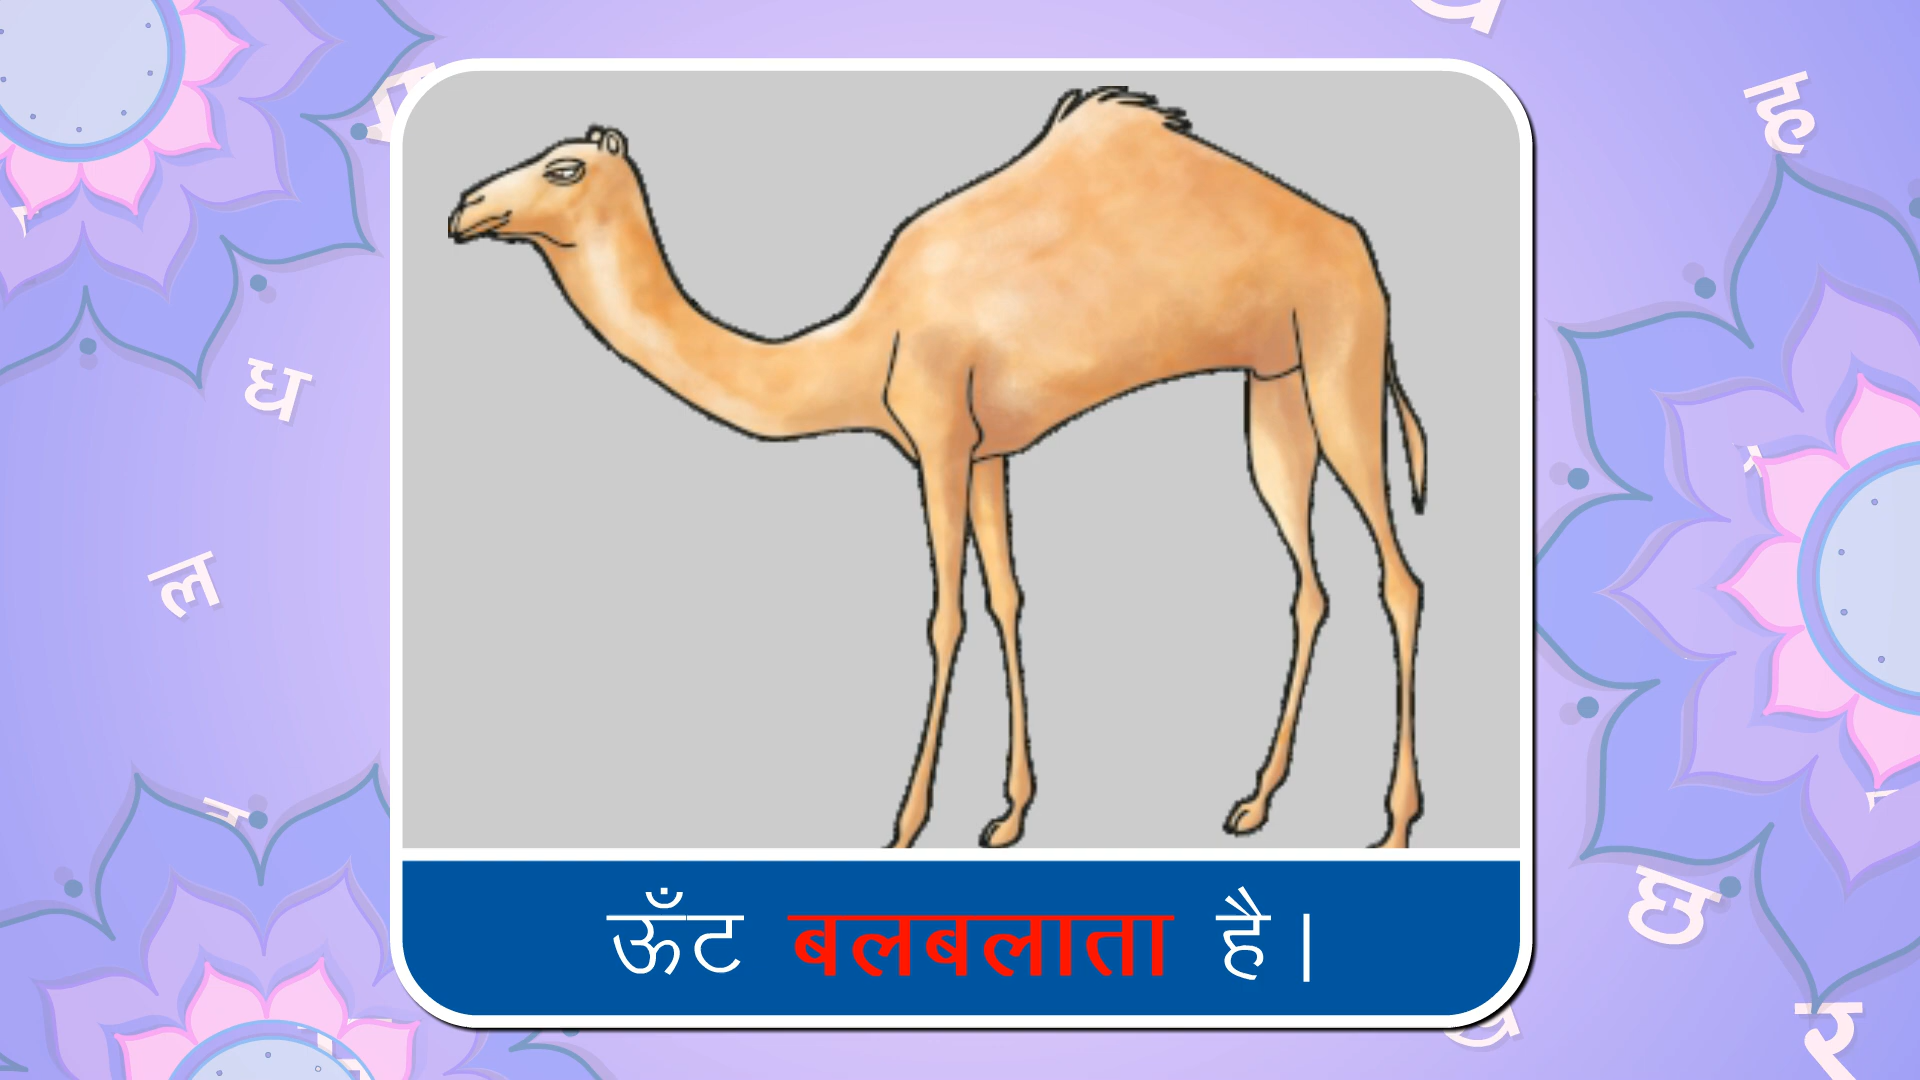 ऊँट बलबलाता है।
ध
ल
छ
र